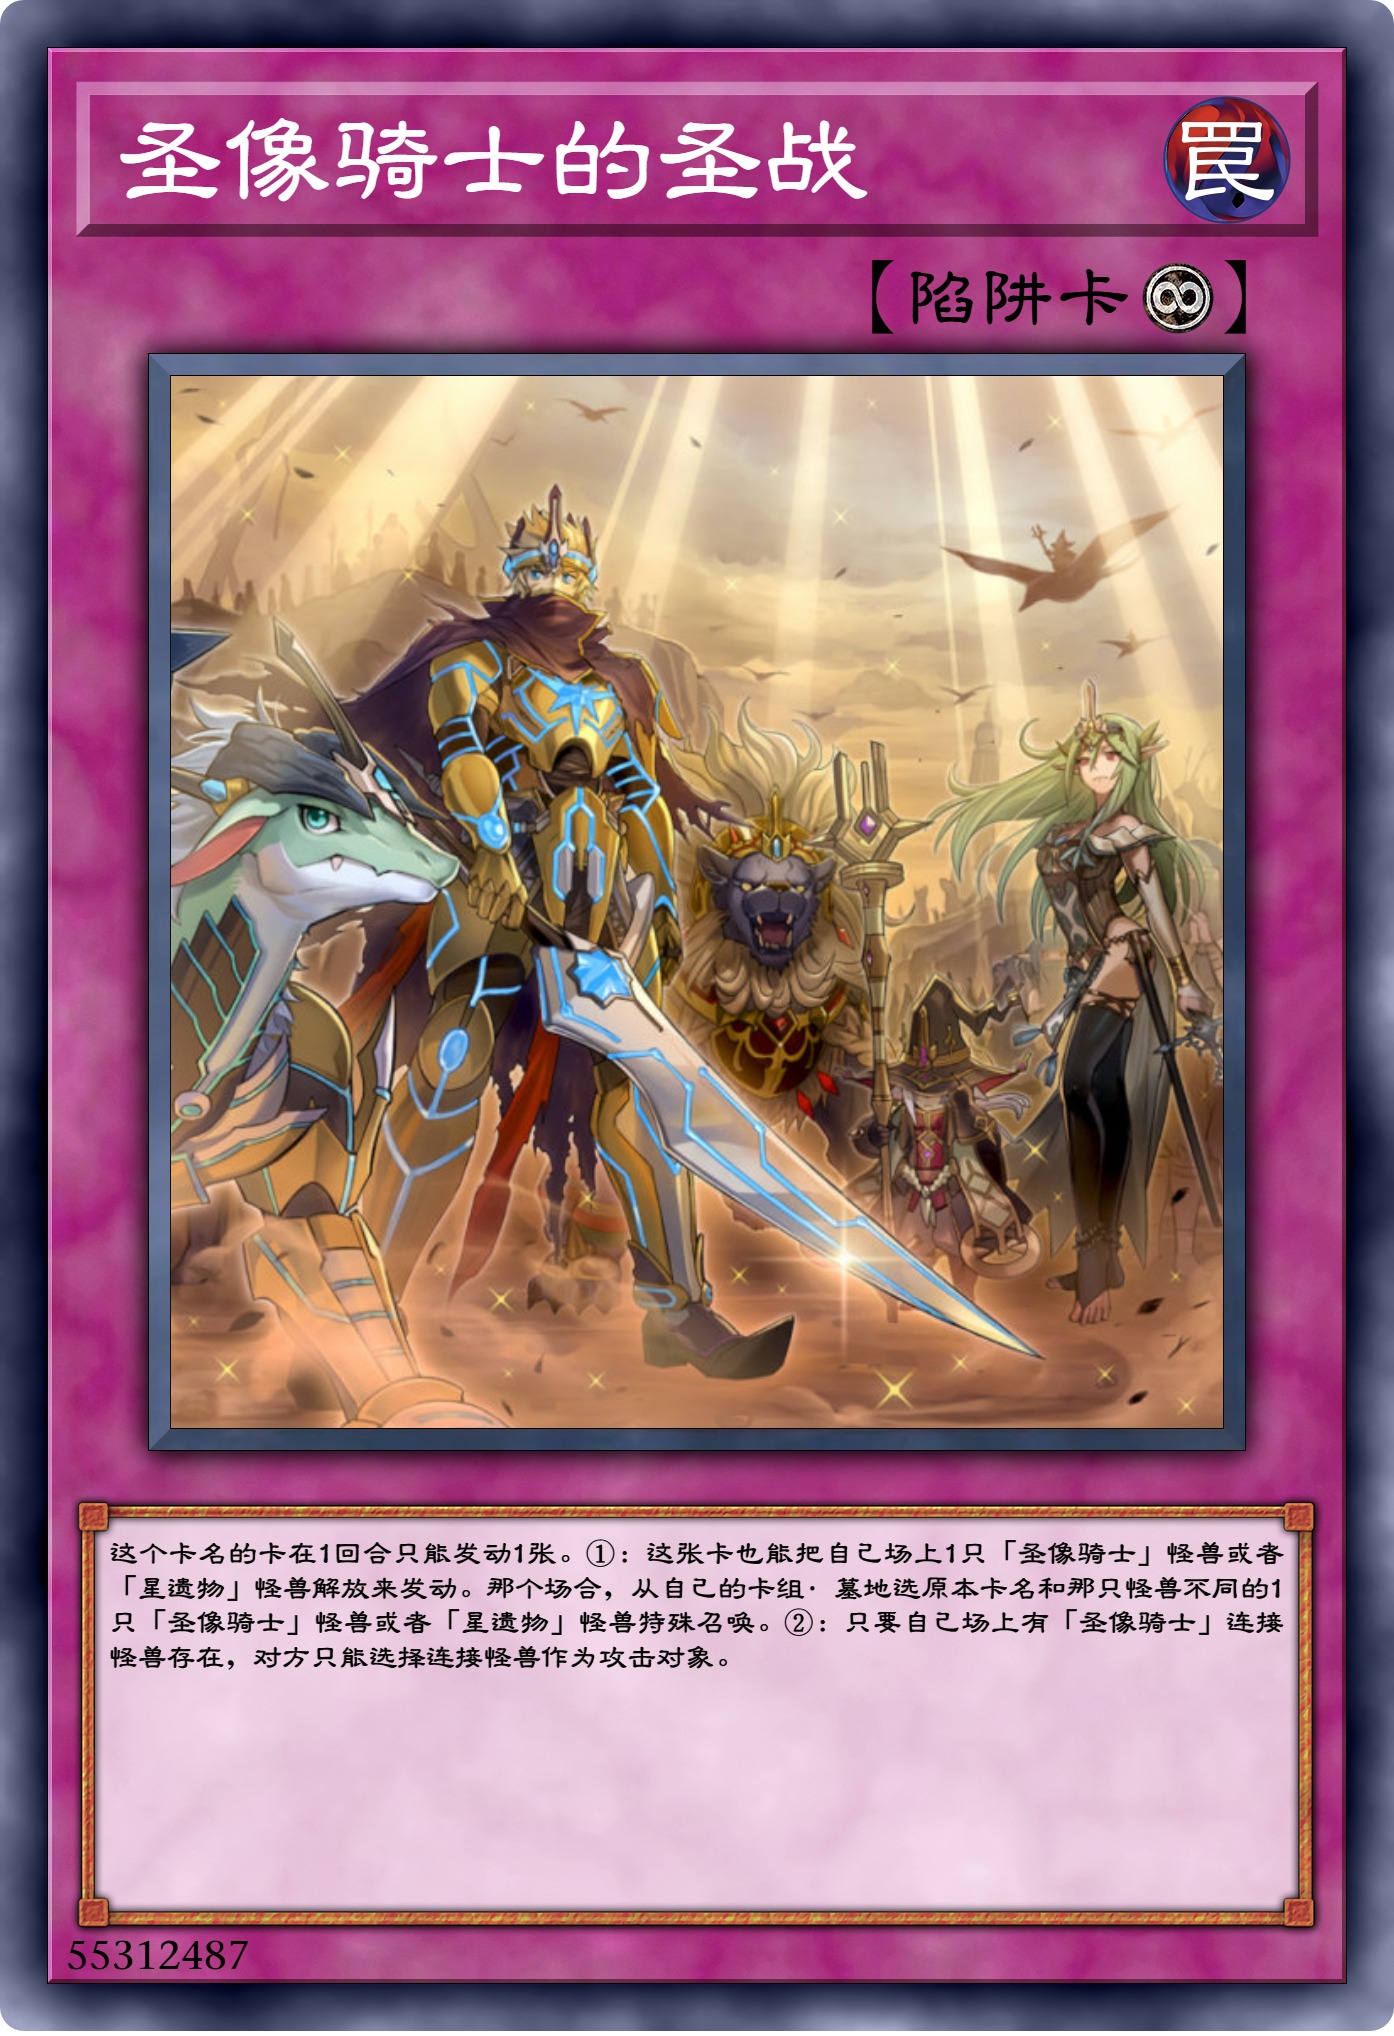 圣像骑士的圣战
罠
【陷阱卡】
这个卡名的卡在1回合只能发动1张。①：这张卡也能把自己场上1只「圣像骑士」怪兽或者
「星遗物」怪兽解放来发动。那个场合，从自己的卡组·墓地选原本卡名和那只怪兽不同的1
只「圣像骑士」怪兽或者「星遗物」怪兽特殊召唤。②：只要自己场上有「圣像骑士」连接
怪兽存在，对方只能选择连接怪兽作为攻击对象。
55312487